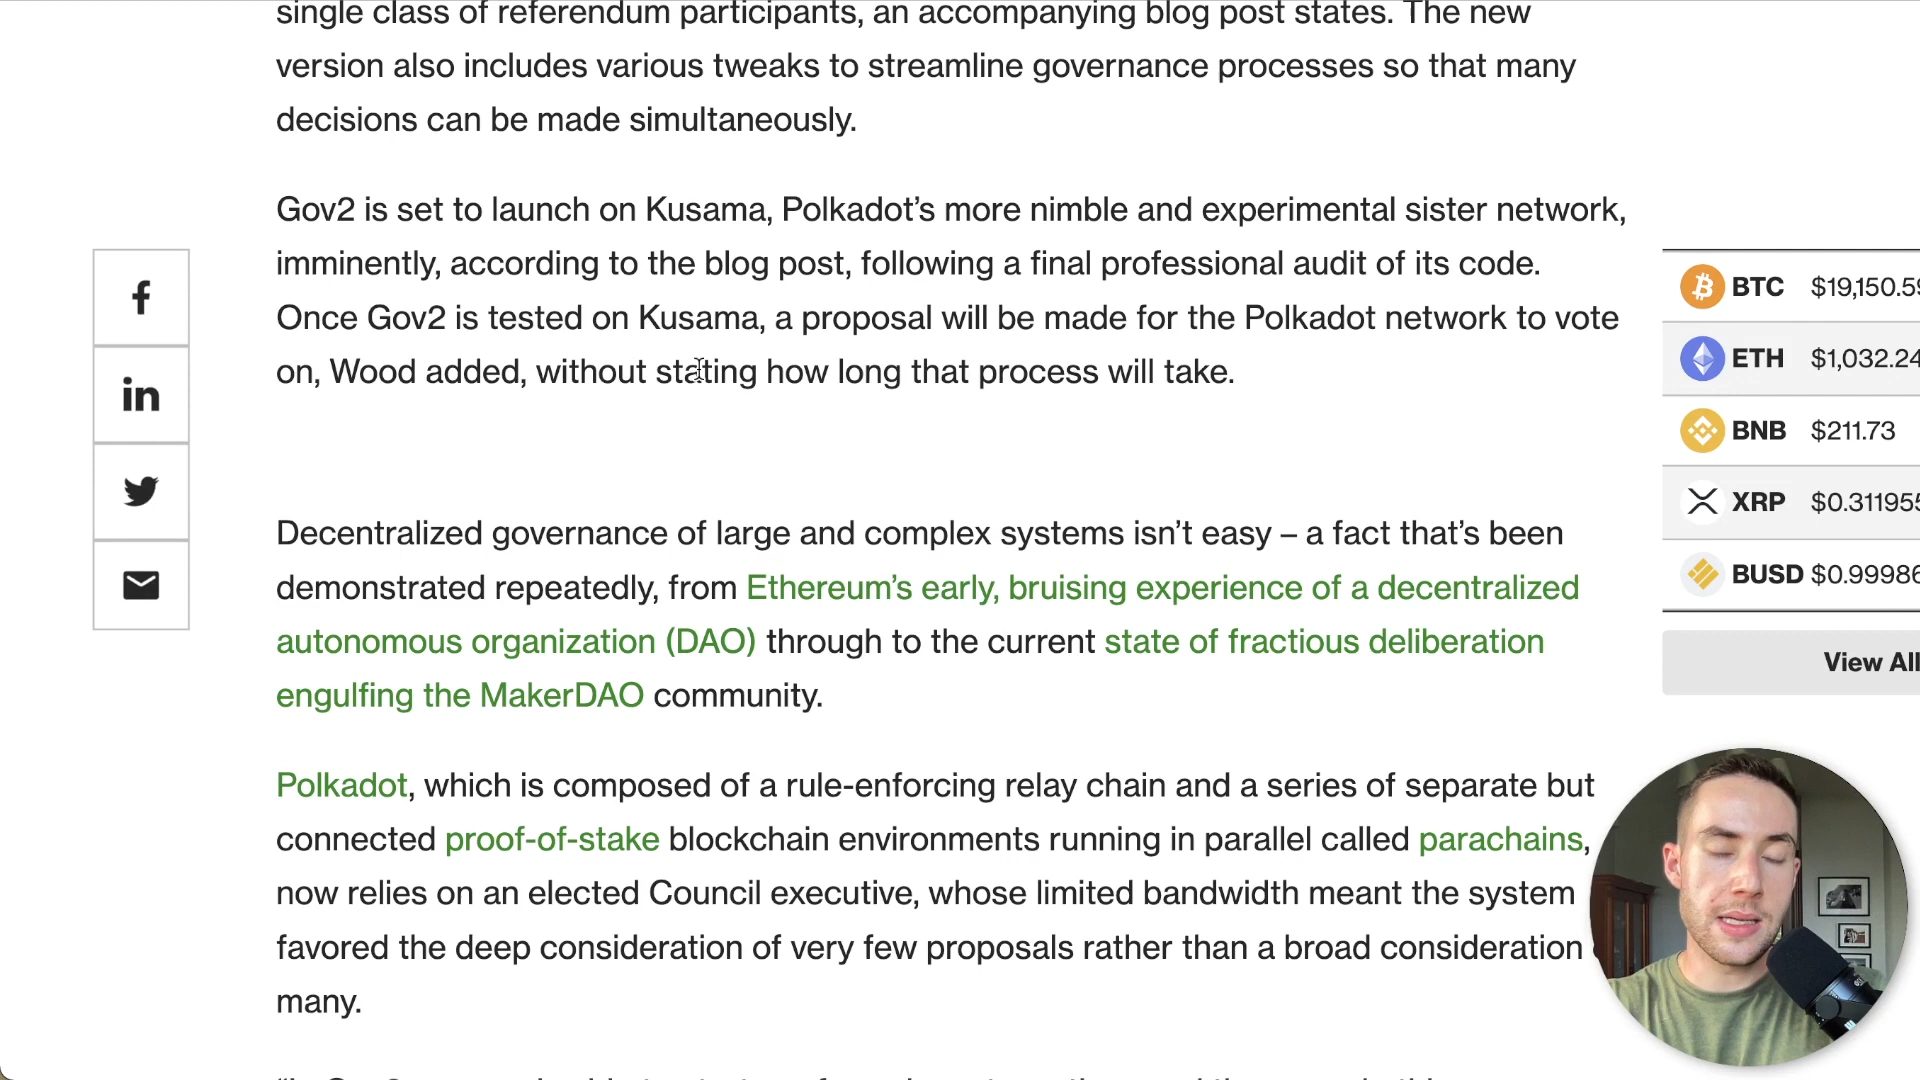 single class of referendum participants, an accompanying blog post states. The new
version also includes various tweaks to streamline governance processes so that many
decisions can be made simultaneously.
Gov2 is set to launch on Kusama, Polkadot’s more nimble and experimental sister network,
imminently, according to the blog post, following a final professional audit of its code.
Once Gov2 is tested on Kusama, a proposal will be made for the Polkadot network to vote
on, Wood added, without stating how long that process will take.
Decentralized governance of large and complex systems isn’t easy – a fact that’s been
demonstrated repeatedly, from Ethereum’s early, bruising experience of a decentralized
autonomous organization (DAO) through to the current state of fractious deliberation
engulfing the MakerDAO community.
Polkadot, which is composed of a rule-enforcing relay chain and a series of separate but
connected proof-of-stake blockchain environments running in parallel called parachains,
now relies on an elected Council executive, whose limited bandwidth meant the system
favored the deep consideration of very few proposals rather than a broad consideration
many.
BTC $19,150.59
ETH $1,032.24
BNB $211.73
XRP $0.311955
BUSD $0.99986
View All